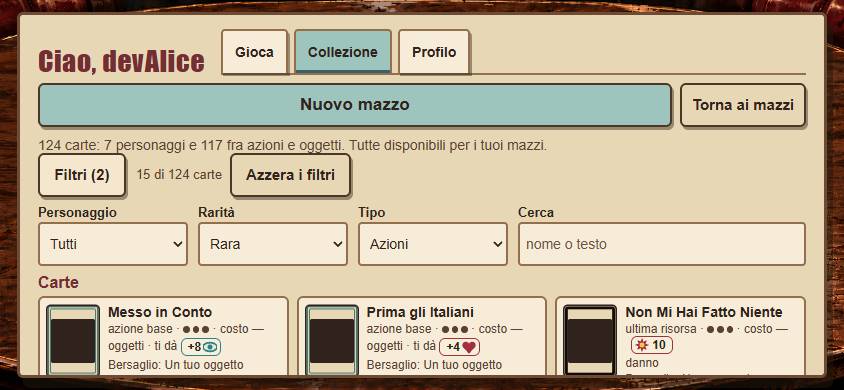 Ciao, devAlice
Gioca
Collezione
Profilo
Nuovo mazzo
Torna ai mazzi
124 carte: 7 personaggi e 117 fra azioni e oggetti. Tutte disponibili per i tuoi mazzi.
Filtri (2)
15 di 124 carte
Azzera i filtri
Personaggio
Rarità
Tipo
Cerca
Tutti
Rara
Azioni
nome o testo
Carte
Messo in Conto
azione base · ●●● · costo —
oggetti · ti dà +8
Bersaglio: Un tuo oggetto
Prima gli Italiani
azione base · ●●● · costo —
oggetti · ti dà +4
Bersaglio: Un tuo oggetto
Non Mi Hai Fatto Niente
ultima risorsa · ●●● · costo —
10
danno